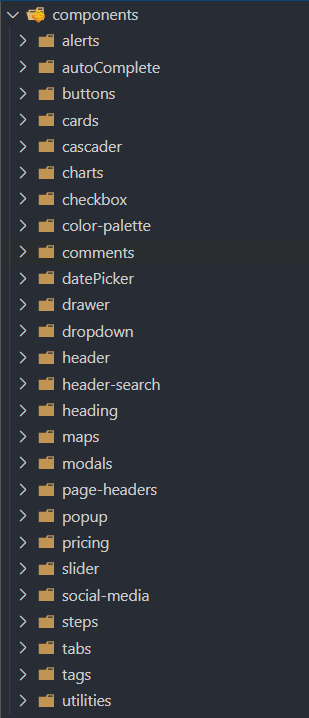 components
alerts
autoComplete
buttons
cards
cascader
charts
checkbox
color-palette
comments
datePicker
drawer
dropdown
header
header-search
heading
maps
modals
page-headers
popup
pricing
slider
social-media
steps
tabs
tags
utilities